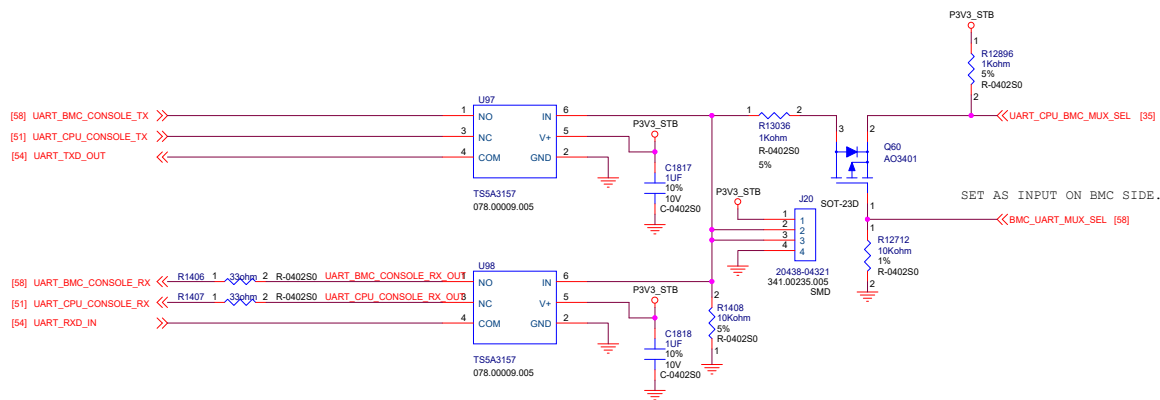 P3V3_STB
1
R12896
1Kohm
5%
R-0402S0
2
U97
[58] UART_BMC_CONSOLE_TX 1 NO IN 6
[51] UART_CPU_CONSOLE_TX 3 NC V+ 5
[54] UART_TXD_OUT 4 COM GND 2
TS5A3157
078.00009.005
P3V3_STB
C1817
1UF
10%
10V
C-0402S0
1 2
R13036
1Kohm
R-0402S0
5%
3 2
UART_CPU_BMC_MUX_SEL [35]
Q60
AO3401
SOT-23D
1
SET AS INPUT ON BMC SIDE.
BMC_UART_MUX_SEL [58]
1
R12712
10Kohm
1%
R-0402S0
2
P3V3_STB
J20
1 1
2 2
3 3
4 4
20438-04321
341.00235.005
SMD
U98
[58] UART_BMC_CONSOLE_RX R1406 1 33ohm 2 R-0402S0 UART_BMC_CONSOLE_RX_OUT 1 NO IN 6
[51] UART_CPU_CONSOLE_RX R1407 1 33ohm 2 R-0402S0 UART_CPU_CONSOLE_RX_OUT 3 NC V+ 5
[54] UART_RXD_IN 4 COM GND 2
TS5A3157
078.00009.005
P3V3_STB
C1818
1UF
10%
10V
C-0402S0
2
R1408
10Kohm
5%
R-0402S0
1